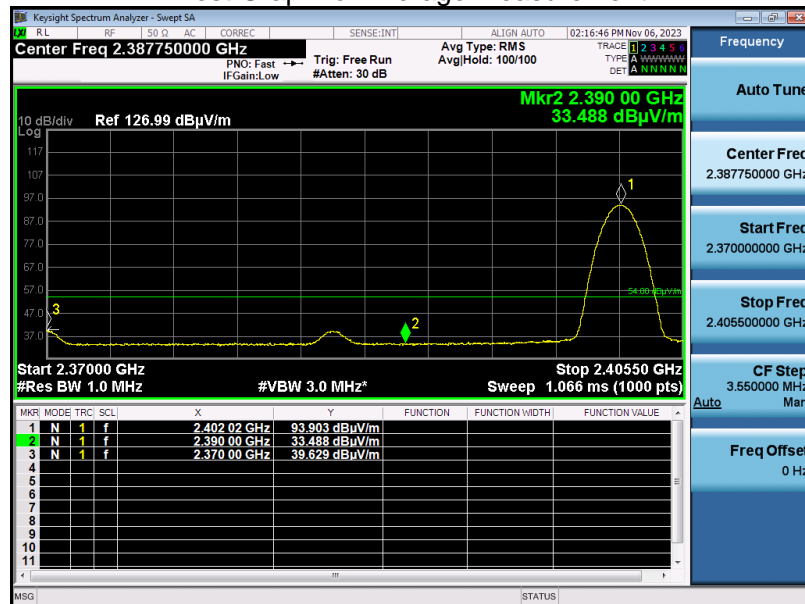 Keysight Spectrum Analyzer - Swept SA
LXI RL RF 50 Ω AC CORREC SENSE:INT ALIGN AUTO 02:16:46 PM Nov 06, 2023
Center Freq 2.387750000 GHz
PNO: Fast
IFGain:Low
Trig: Free Run
#Atten: 30 dB
Avg Type: RMS
Avg|Hold: 100/100
TRACE 1 2 3 4 5 6
TYPE A WWWWW
DET A N N N N N
Mkr2 2.390 00 GHz
33.488 dBµV/m
10 dB/div Ref 126.99 dBµV/m
Log
117
107
97.0
87.0
77.0
67.0
57.0
47.0
37.0
1
2
3
54.00 dBµV/m
Start 2.37000 GHz Stop 2.40550 GHz
#Res BW 1.0 MHz #VBW 3.0 MHz* Sweep 1.066 ms (1000 pts)
MKR MODE TRC SCL X Y FUNCTION FUNCTION WIDTH FUNCTION VALUE
1 N 1 f 2.402 02 GHz 93.903 dBµV/m
2 N 1 f 2.390 00 GHz 33.488 dBµV/m
3 N 1 f 2.370 00 GHz 39.629 dBµV/m
4
5
6
7
8
9
10
11
MSG STATUS
Frequency
Auto Tune
Center Freq
2.387750000 GHz
Start Freq
2.370000000 GHz
Stop Freq
2.405500000 GHz
CF Step
3.550000 MHz
Auto Man
Freq Offset
0 Hz